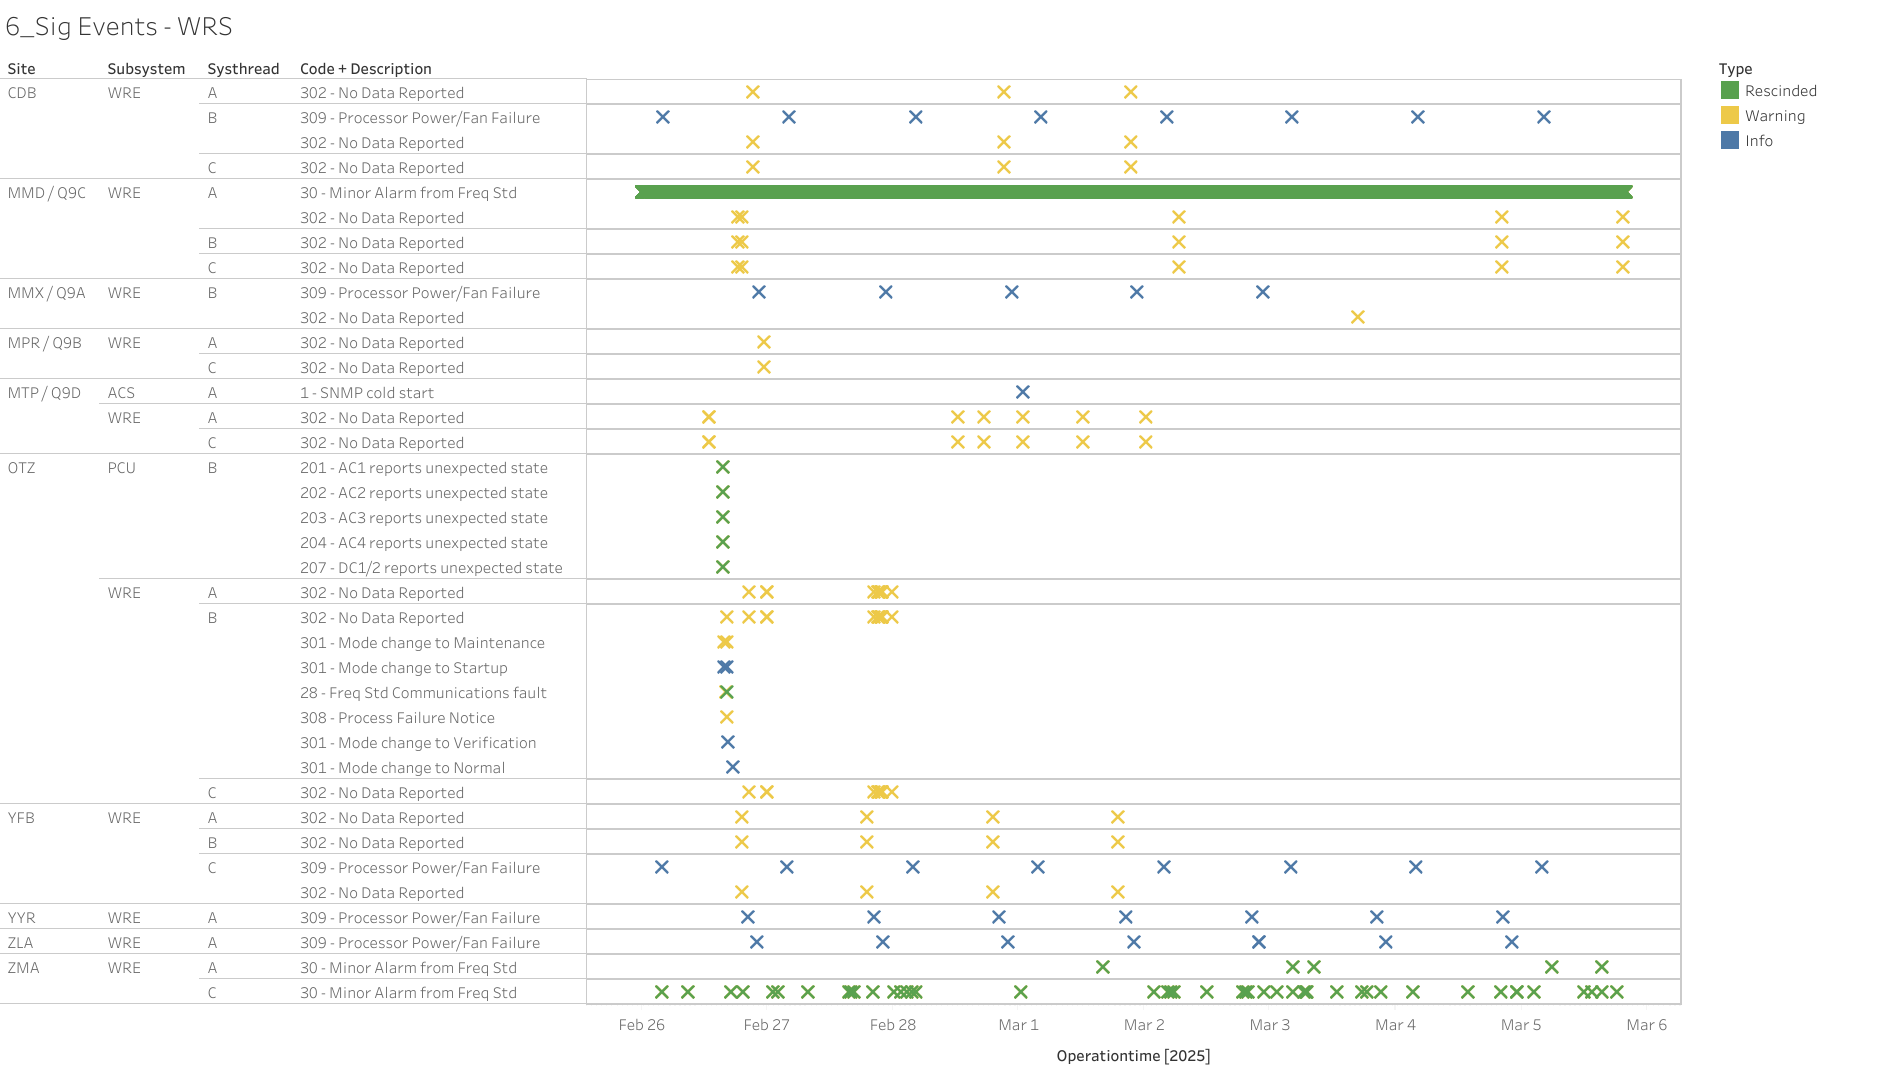 6_Sig Events - WRS
Site Subsystem Systhread Code + Description
CDB WRE A 302 - No Data Reported
B 309 - Processor Power/Fan Failure
302 - No Data Reported
C 302 - No Data Reported
MMD / Q9C WRE A 30 - Minor Alarm from Freq Std
302 - No Data Reported
B 302 - No Data Reported
C 302 - No Data Reported
MMX / Q9A WRE B 309 - Processor Power/Fan Failure
302 - No Data Reported
MPR / Q9B WRE A 302 - No Data Reported
C 302 - No Data Reported
MTP / Q9D ACS A 1 - SNMP cold start
WRE A 302 - No Data Reported
C 302 - No Data Reported
OTZ PCU B 201 - AC1 reports unexpected state
202 - AC2 reports unexpected state
203 - AC3 reports unexpected state
204 - AC4 reports unexpected state
207 - DC1/2 reports unexpected state
WRE A 302 - No Data Reported
B 302 - No Data Reported
301 - Mode change to Maintenance
301 - Mode change to Startup
28 - Freq Std Communications fault
308 - Process Failure Notice
301 - Mode change to Verification
301 - Mode change to Normal
C 302 - No Data Reported
YFB WRE A 302 - No Data Reported
B 302 - No Data Reported
C 309 - Processor Power/Fan Failure
302 - No Data Reported
YYR WRE A 309 - Processor Power/Fan Failure
ZLA WRE A 309 - Processor Power/Fan Failure
ZMA WRE A 30 - Minor Alarm from Freq Std
C 30 - Minor Alarm from Freq Std
Feb 26 Feb 27 Feb 28 Mar 1 Mar 2 Mar 3 Mar 4 Mar 5 Mar 6
Operationtime [2025]
Type
Rescinded
Warning
Info